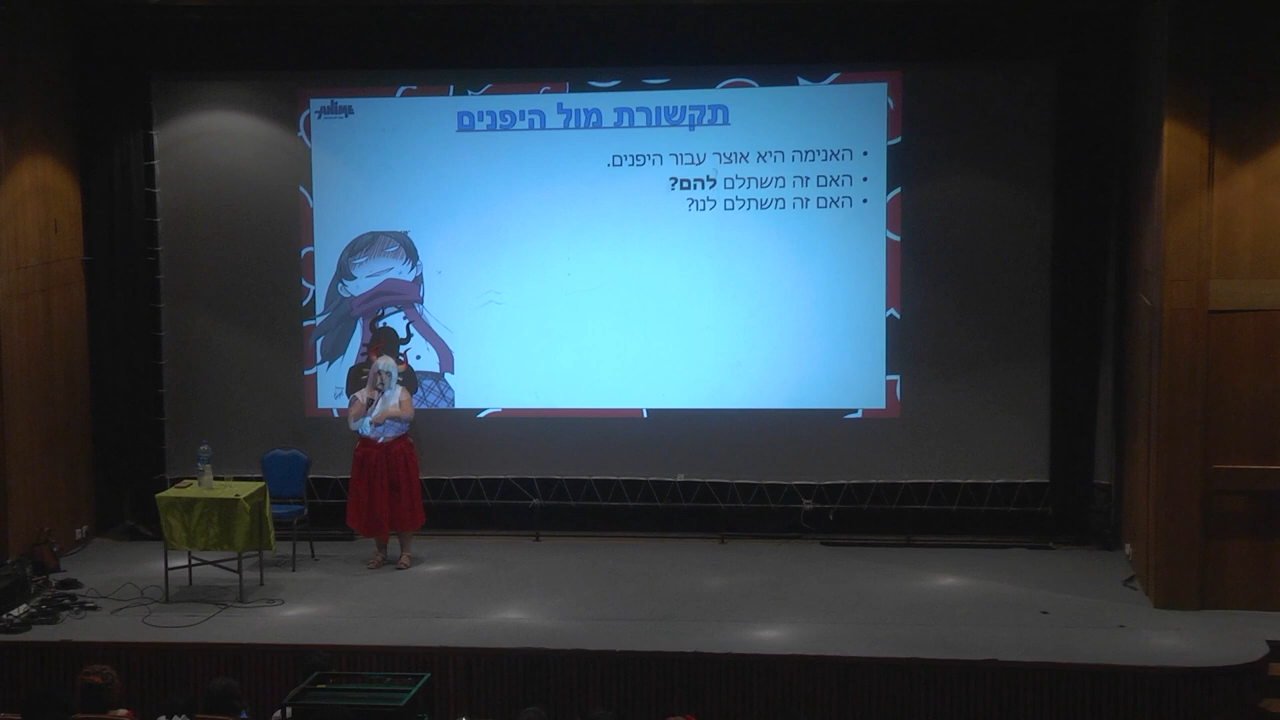 תקשורת מול היפנים
• האנימה היא אוצר עבור היפנים.
• האם זה משתלם להם?
• האם זה משתלם לנו?